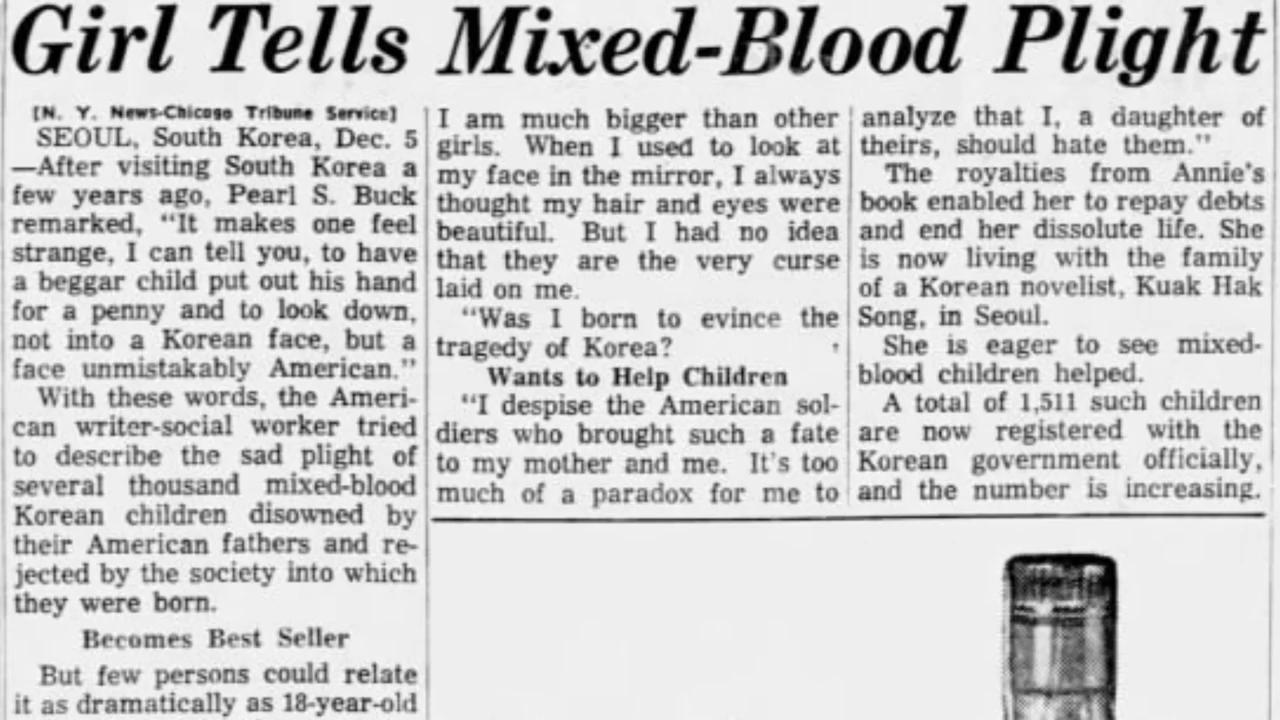 Girl Tells Mixed-Blood Plight
[N. Y. News-Chicago Tribune Service]
SEOUL, South Korea, Dec. 5
—After visiting South Korea a
few years ago, Pearl S. Buck
remarked, "It makes one feel
strange, I can tell you, to have
a beggar child put out his hand
for a penny and to look down,
not into a Korean face, but a
face unmistakably American."
With these words, the Ameri-
can writer-social worker tried
to describe the sad plight of
several thousand mixed-blood
Korean children disowned by
their American fathers and re-
jected by the society into which
they were born.
Becomes Best Seller
But few persons could relate
it as dramatically as 18-year-old
I am much bigger than other
girls. When I used to look at
my face in the mirror, I always
thought my hair and eyes were
beautiful. But I had no idea
that they are the very curse
laid on me.
"Was I born to evince the
tragedy of Korea?
Wants to Help Children
"I despise the American sol-
diers who brought such a fate
to my mother and me. It's too
much of a paradox for me to
analyze that I, a daughter of
theirs, should hate them."
The royalties from Annie's
book enabled her to repay debts
and end her dissolute life. She
is now living with the family
of a Korean novelist, Kuak Hak
Song, in Seoul.
She is eager to see mixed-
blood children helped.
A total of 1,511 such children
are now registered with the
Korean government officially,
and the number is increasing.